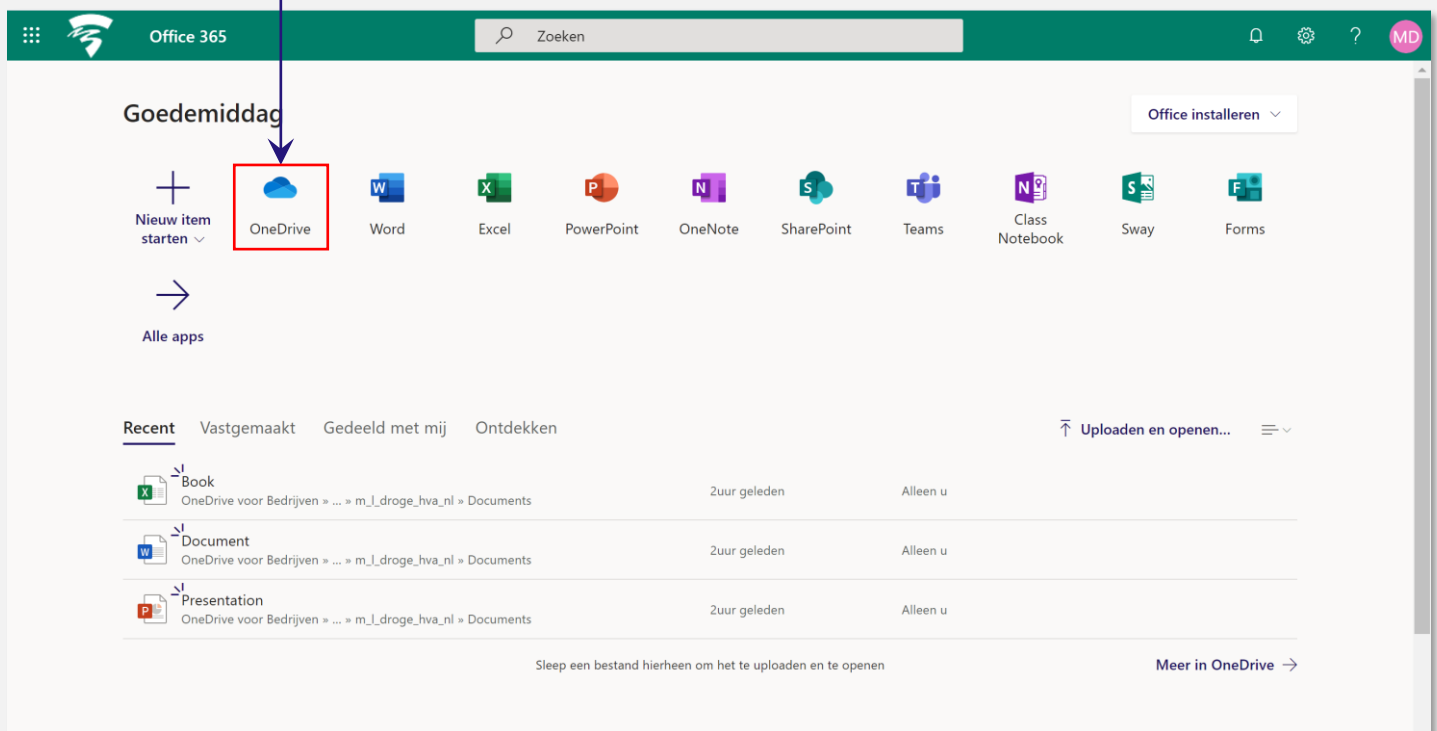 Office 365
Zoeken
MD
Goedemiddag
Office installeren
Nieuw item
starten
OneDrive
Word
Excel
PowerPoint
OneNote
SharePoint
Teams
Class
Notebook
Sway
Forms
Alle apps
Recent Vastgemaakt Gedeeld met mij Ontdekken
Uploaden en openen...
Book
OneDrive voor Bedrijven » ... » m_l_droge_hva_nl » Documents
2uur geleden
Alleen u
Document
OneDrive voor Bedrijven » ... » m_l_droge_hva_nl » Documents
2uur geleden
Alleen u
Presentation
OneDrive voor Bedrijven » ... » m_l_droge_hva_nl » Documents
2uur geleden
Alleen u
Sleep een bestand hierheen om het te uploaden en te openen
Meer in OneDrive